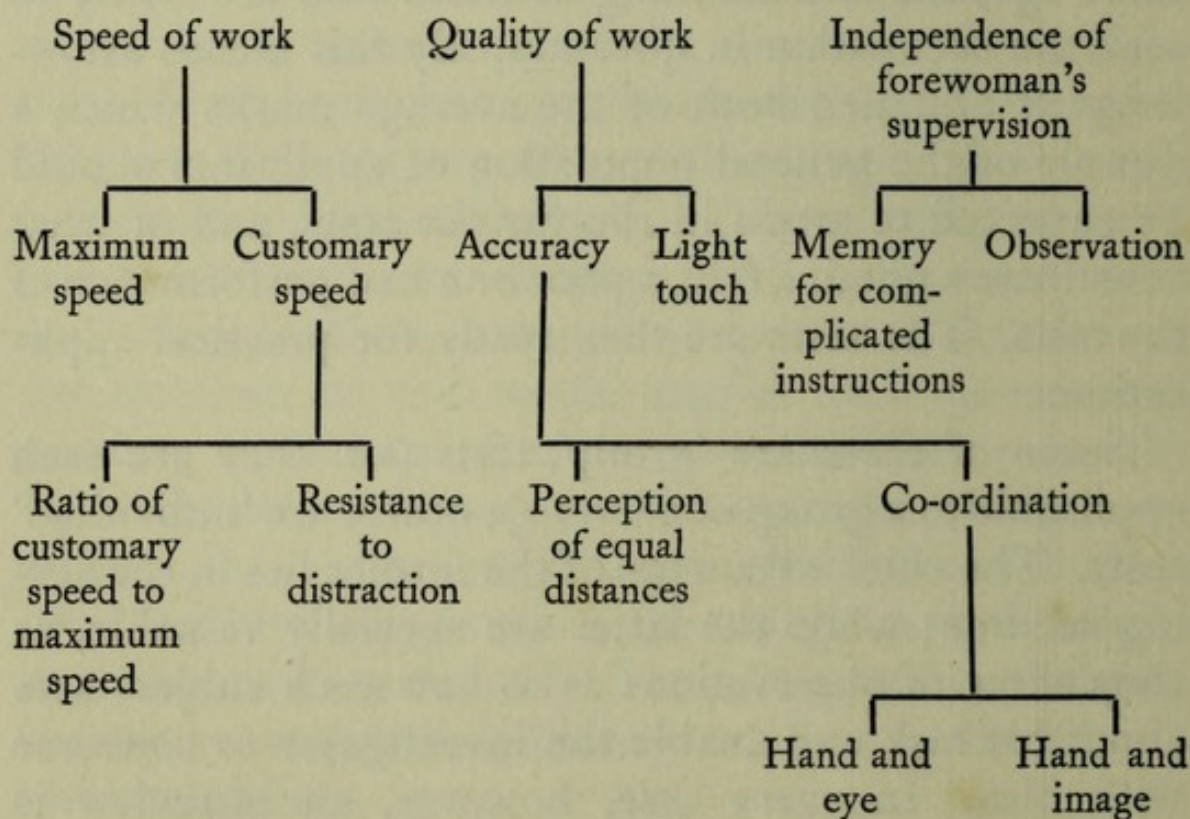 Speed of work
Quality of work
Independence of
forewoman's
supervision
Maximum
speed
Customary
speed
Accuracy
Light
touch
Memory
for com-
plicated
instructions
Observation
Ratio of
customary
speed to
maximum
speed
Resistance
to
distraction
Perception
of equal
distances
Co-ordination
Hand and
eye
Hand and
image